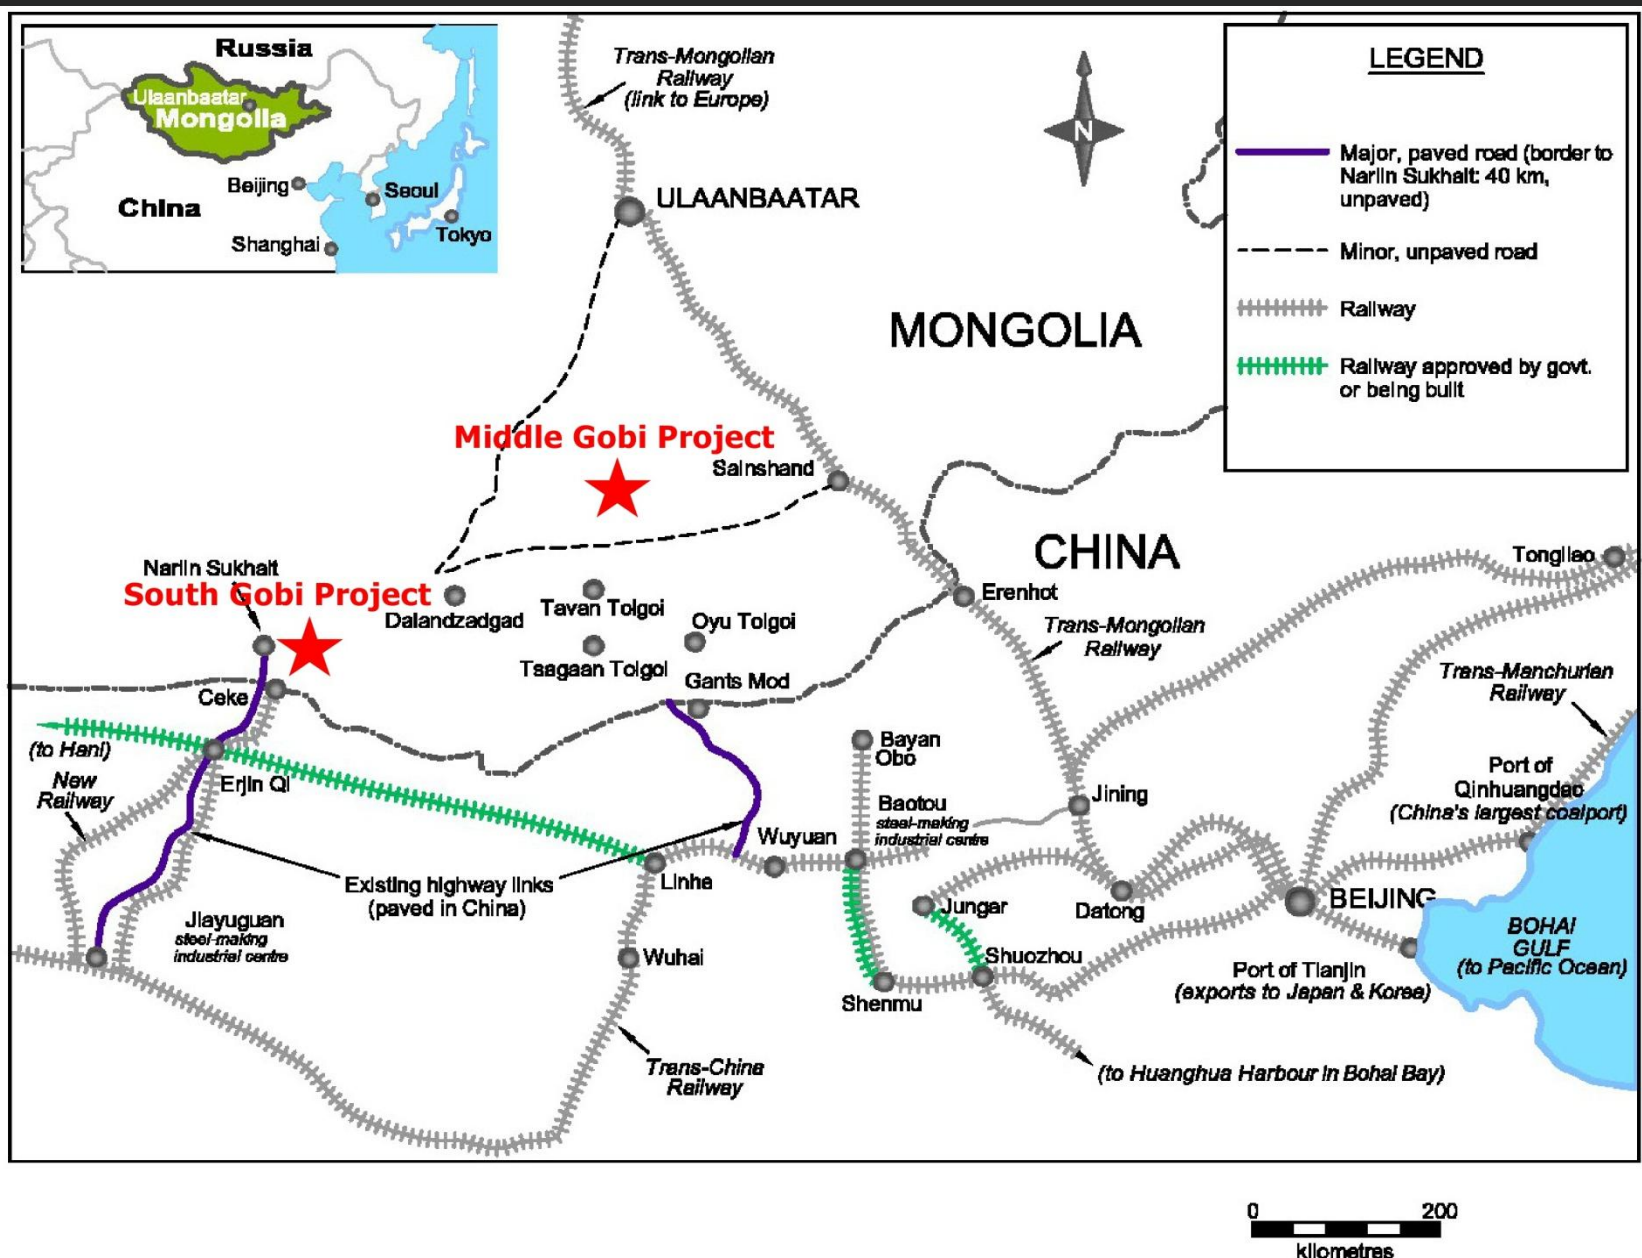 Russia
Ulaanbaatar
Mongolia
Beijing
Seoul
China
Shanghai
Tokyo
Trans-Mongolian
Railway
(link to Europe)
N
LEGEND
Major, paved road (border to
Nariin Sukhait: 40 km,
unpaved)
Minor, unpaved road
Railway
Railway approved by govt.
or being built
ULAANBAATAR
MONGOLIA
Middle Gobi Project
Sainshand
CHINA
Tongliao
Nariin Sukhait
South Gobi Project
Dalandzadgad
Tavan Tolgoi
Oyu Tolgoi
Erenhot
Trans-Mongolian
Railway
Tsagaan Tolgoi
Gants Mod
Trans-Manchurian
Railway
Ceke
(to Hani)
Bayan
Obo
New
Railway
Erjin Qi
Port of
Qinhuangdao
(China's largest coalport)
Jining
Baotou
steel-making
industrial centre
Wuyuan
Existing highway links
(paved in China)
Linhe
Jiayuguan
steel-making
industrial centre
Jungar
Datong
BEIJING
BOHAI
GULF
(to Pacific Ocean)
Wuhai
Shuozhou
Port of Tianjin
(exports to Japan & Korea)
Shenmu
Trans-China
Railway
(to Huanghua Harbour in Bohai Bay)
0 200
kilometres